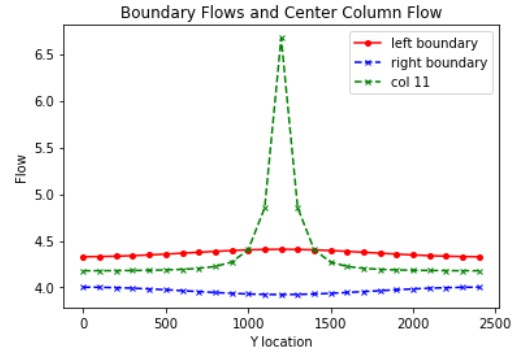 Boundary Flows and Center Column Flow
left boundary
right boundary
col 11
6.5
6.0
5.5
5.0
4.5
4.0
Flow
0 500 1000 1500 2000 2500
Y location